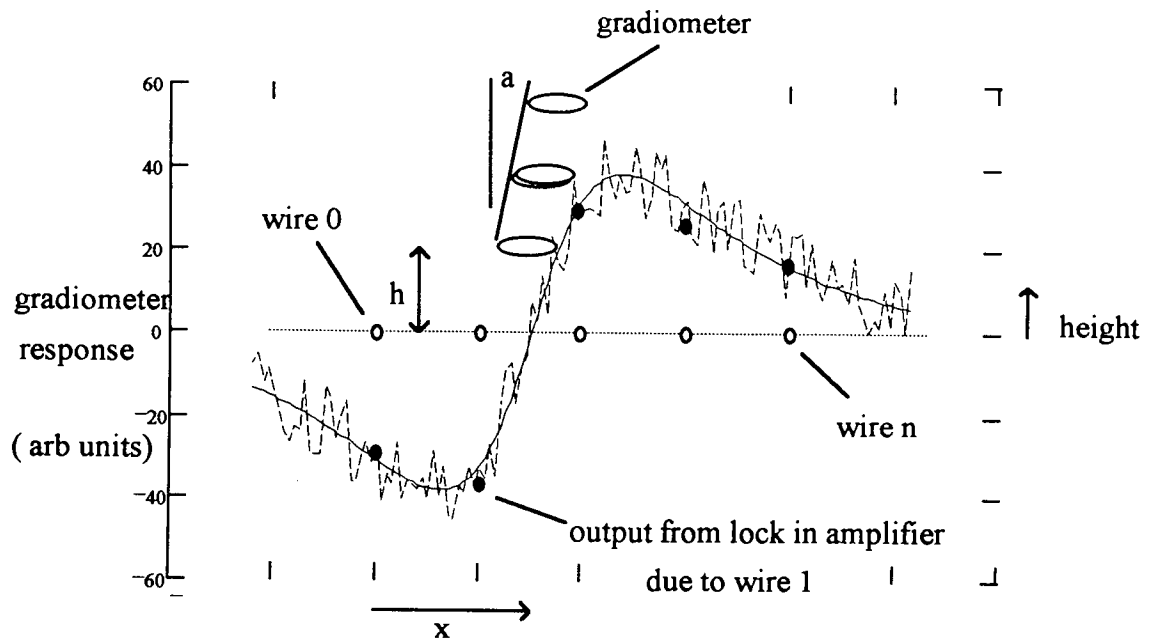 gradiometer
60
a
40
wire 0
20
h
gradiometer
0
response
height
−20
wire n
( arb units)
−40
output from lock in amplifier
due to wire 1
−60
x